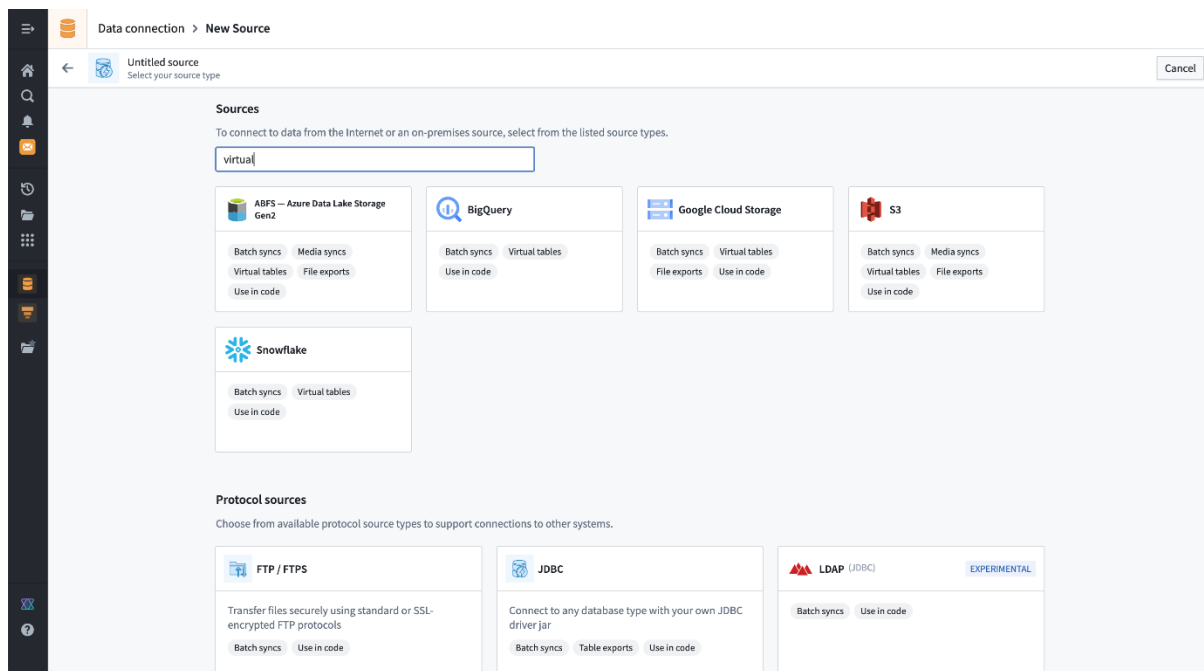 Data connection > New Source
Untitled source
Select your source type
Cancel
Sources
To connect to data from the Internet or an on-premises source, select from the listed source types.
virtual
ABFS — Azure Data Lake Storage
Gen2
Batch syncs Media syncs
Virtual tables File exports
Use in code
BigQuery
Batch syncs Virtual tables
Use in code
Google Cloud Storage
Batch syncs Virtual tables
File exports Use in code
S3
Batch syncs Media syncs
Virtual tables File exports
Use in code
Snowflake
Batch syncs Virtual tables
Use in code
Protocol sources
Choose from available protocol source types to support connections to other systems.
FTP / FTPS
Transfer files securely using standard or SSL-
encrypted FTP protocols
Batch syncs Use in code
JDBC
Connect to any database type with your own JDBC
driver jar
Batch syncs Table exports Use in code
LDAP (JDBC) EXPERIMENTAL
Batch syncs Use in code